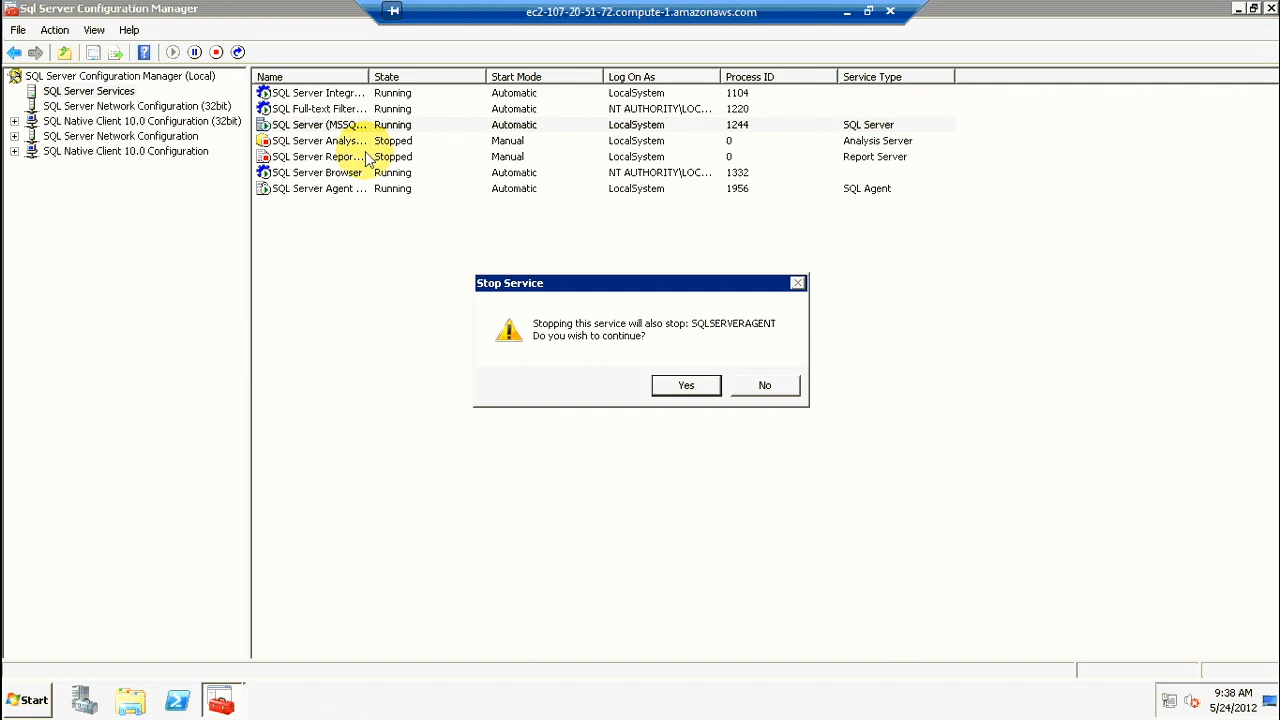 Sql Server Configuration Manager
ec2-107-20-51-72.compute-1.amazonaws.com
File Action View Help
SQL Server Configuration Manager (Local)
SQL Server Services
SQL Server Network Configuration (32bit)
SQL Native Client 10.0 Configuration (32bit)
SQL Server Network Configuration
SQL Native Client 10.0 Configuration
Name State Start Mode Log On As Process ID Service Type
SQL Server Integr... Running Automatic LocalSystem 1104
SQL Full-text Filter... Running Automatic NT AUTHORITY\LOC... 1220
SQL Server (MSSQ... Running Automatic LocalSystem 1244 SQL Server
SQL Server Analys... Stopped Manual LocalSystem 0 Analysis Server
SQL Server Repor... Stopped Manual LocalSystem 0 Report Server
SQL Server Browser Running Automatic NT AUTHORITY\LOC... 1332
SQL Server Agent ... Running Automatic LocalSystem 1956 SQL Agent
Stop Service
Stopping this service will also stop: SQLSERVERAGENT
Do you wish to continue?
Yes No
Start
9:38 AM
5/24/2012